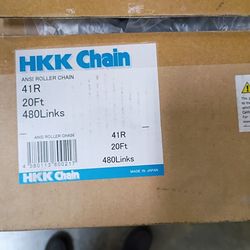 HKK Chain
ANSI ROLLER CHAIN
41R
20Ft
480Links
ANSI ROLLER CHAIN
41R
20Ft
480Links
HKK Chain
MADE IN JAPAN